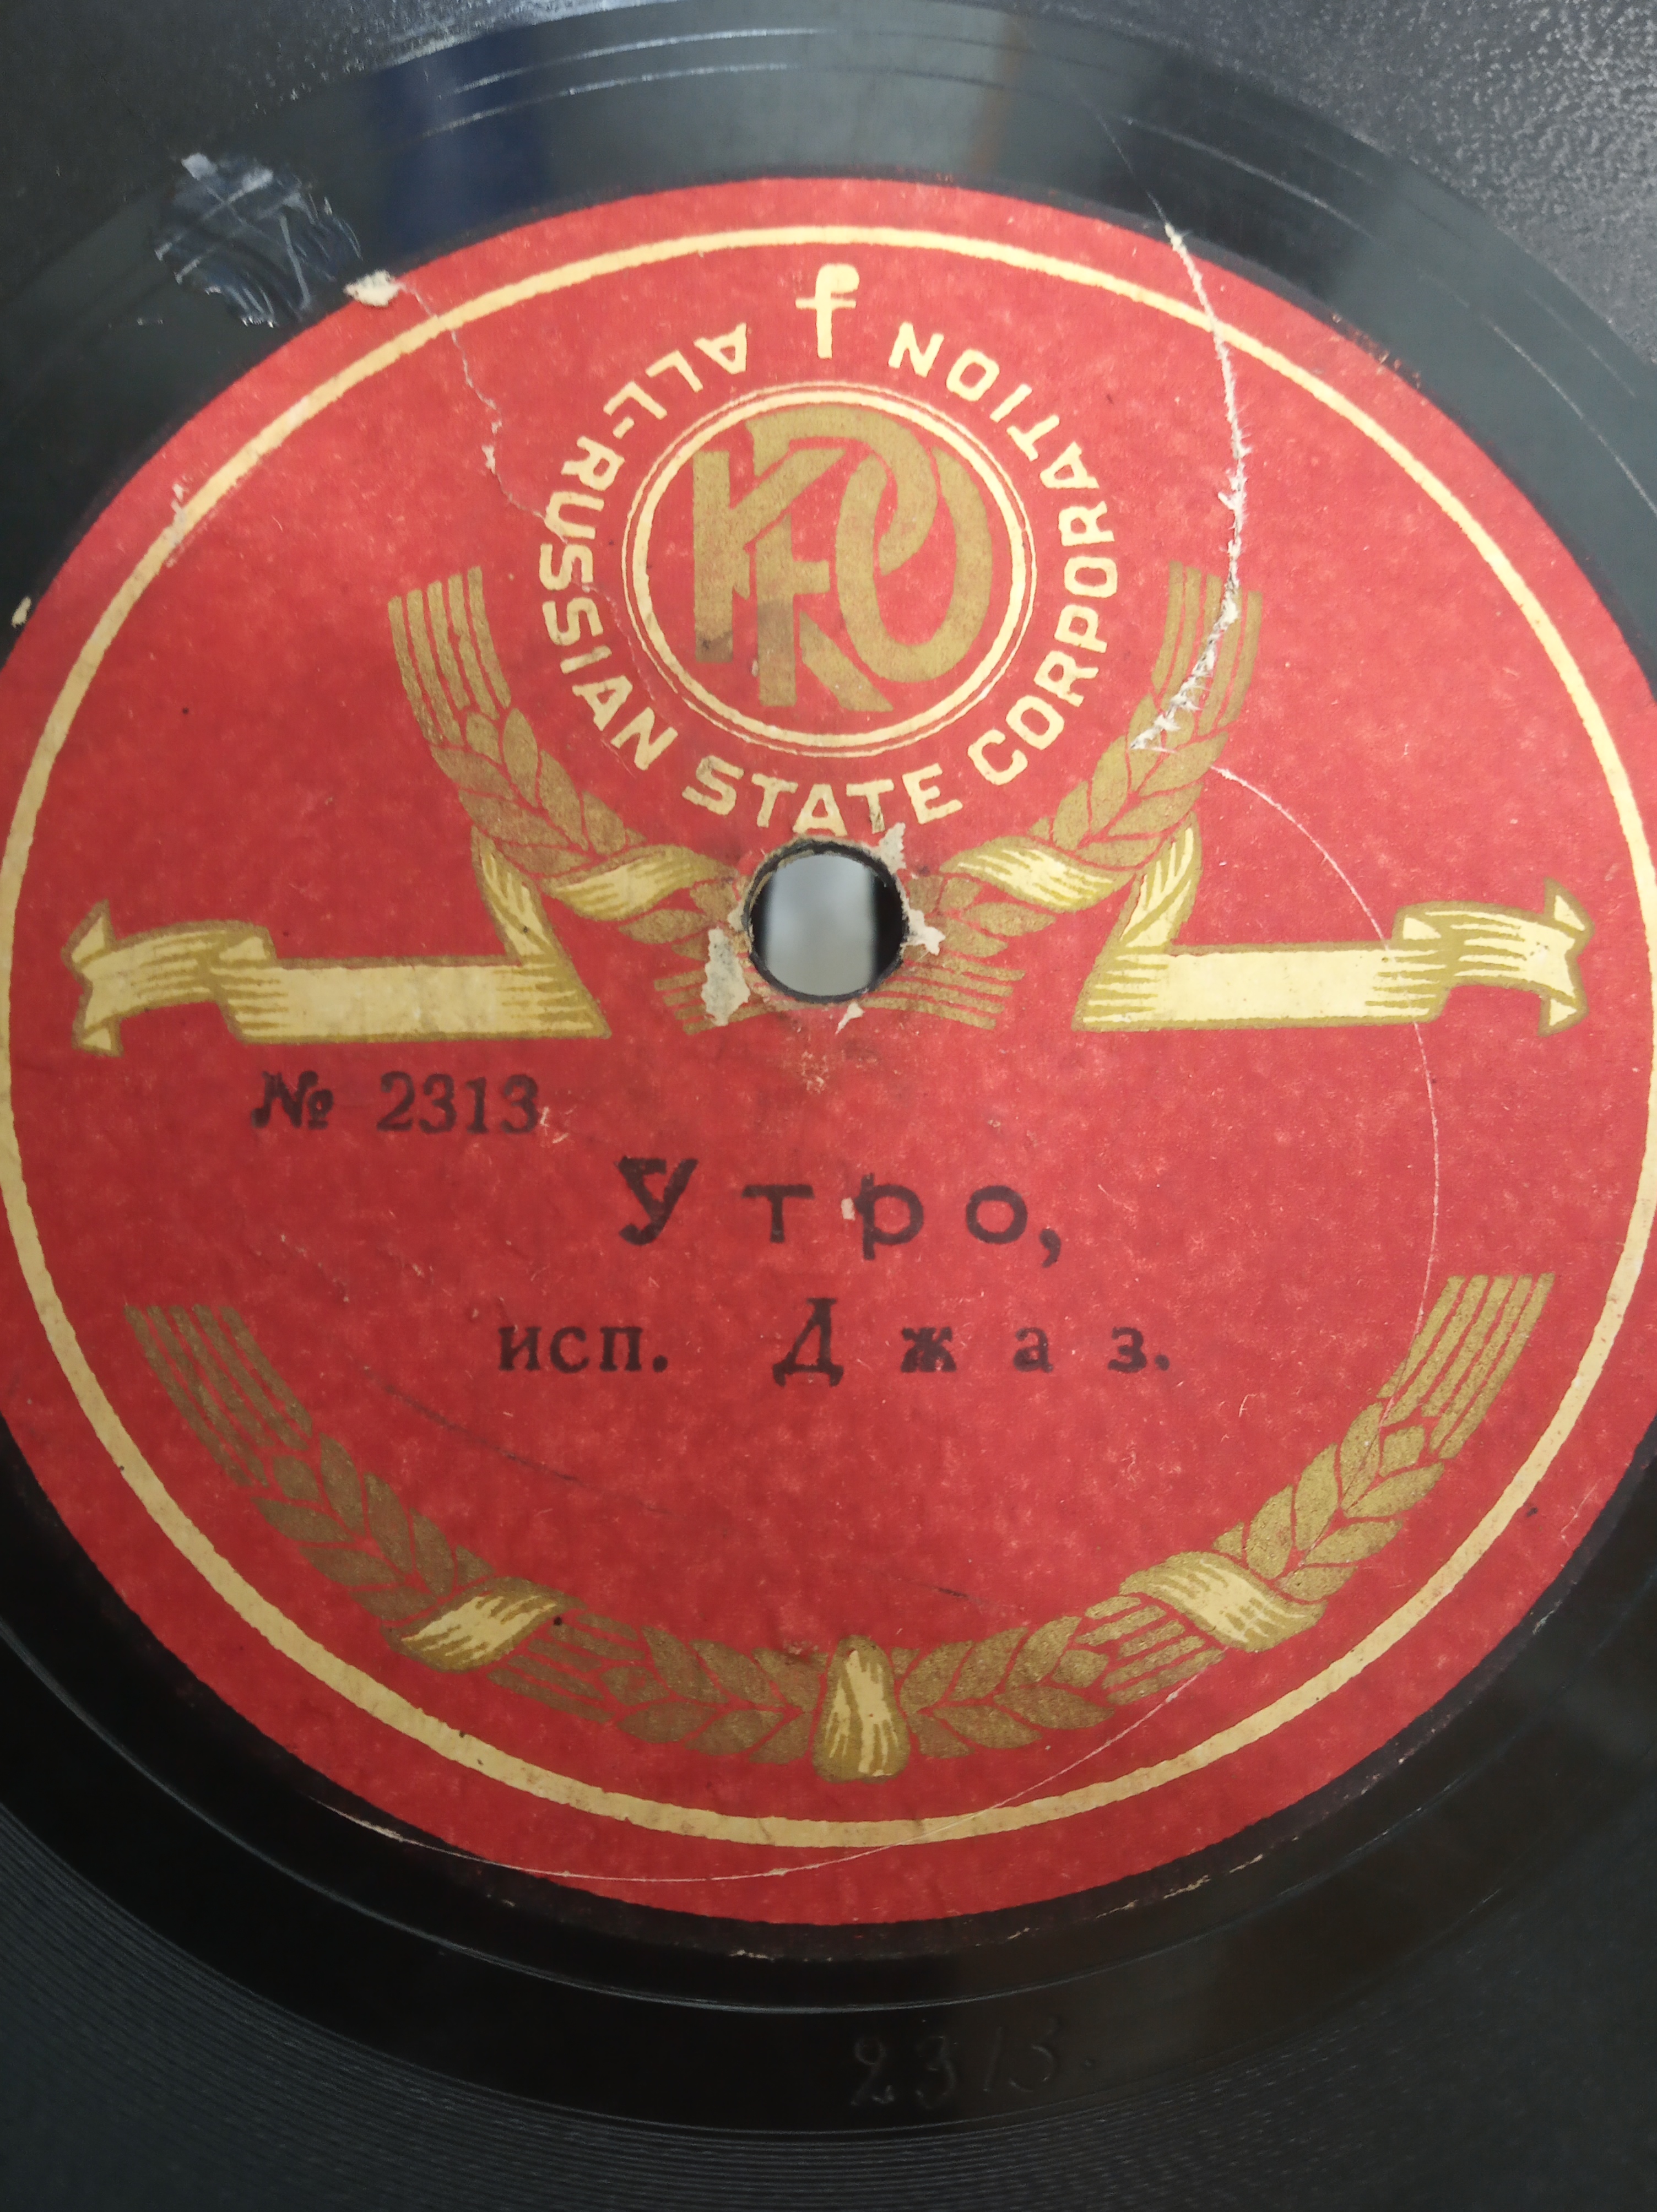 ALL-RUSSIAN STATE CORPORATION
№ 2313
Утро,
исп. Джаз.
2313.